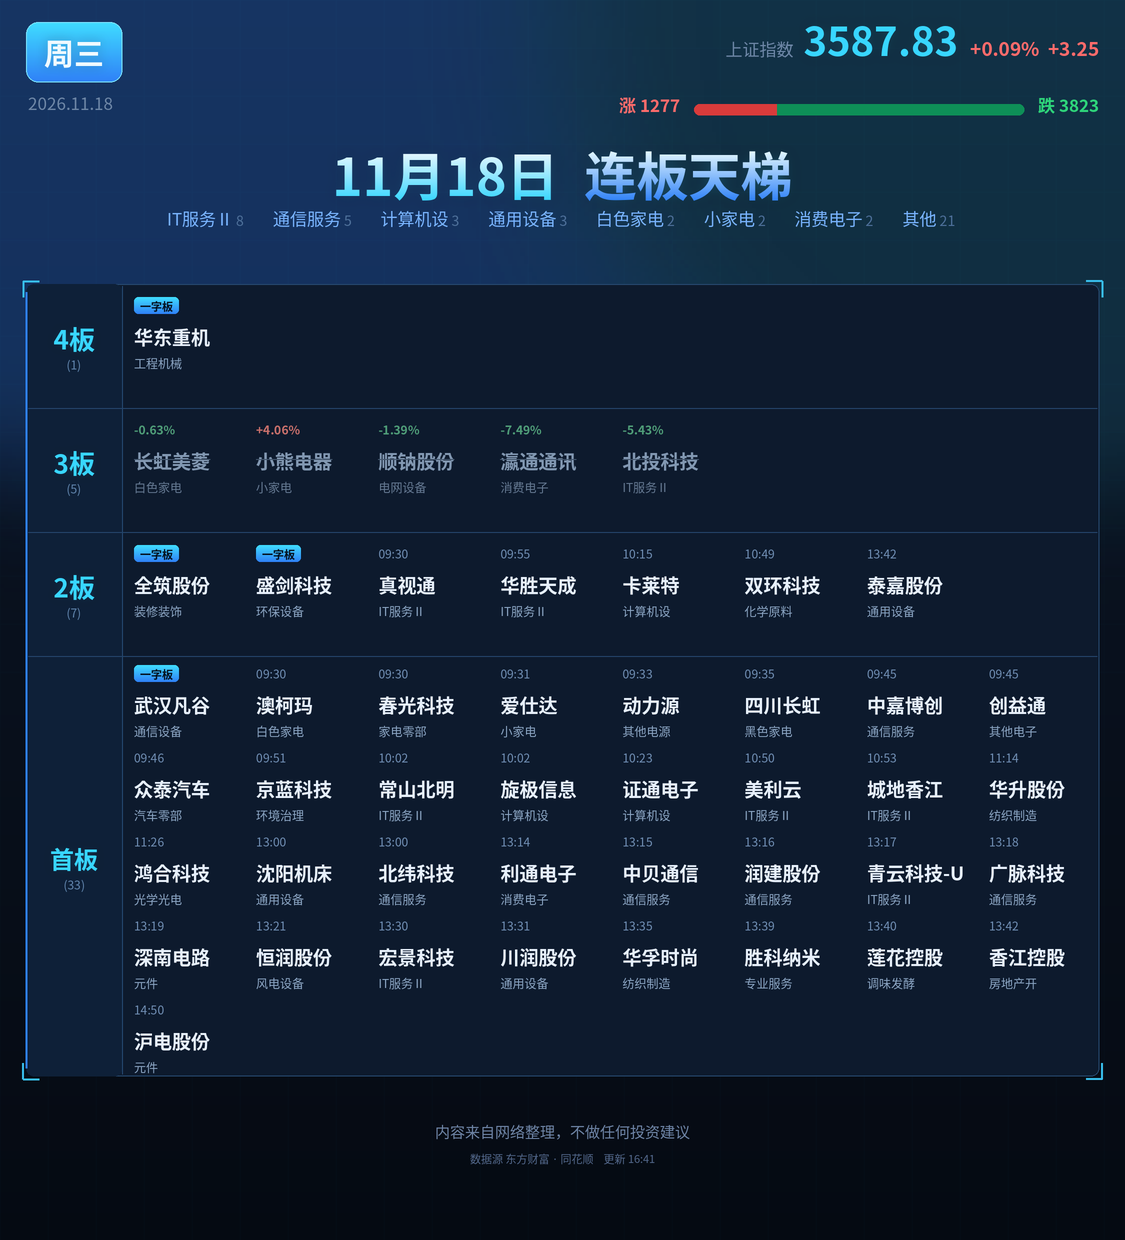 周三
上证指数 3587.83 +0.09% +3.25
2026.11.18
涨 1277 跌 3823
11月18日 连板天梯
IT服务Ⅱ 8 通信服务 5 计算机设 3 通用设备 3 白色家电 2 小家电 2 消费电子 2 其他 21
4板
(1)
一字板
华东重机
工程机械
3板
(5)
-0.63% +4.06% -1.39% -7.49% -5.43%
长虹美菱 小熊电器 顺钠股份 瀛通通讯 北投科技
白色家电 小家电 电网设备 消费电子 IT服务Ⅱ
2板
(7)
一字板 一字板 09:30 09:55 10:15 10:49 13:42
全筑股份 盛剑科技 真视通 华胜天成 卡莱特 双环科技 泰嘉股份
装修装饰 环保设备 IT服务Ⅱ IT服务Ⅱ 计算机设 化学原料 通用设备
首板
(33)
一字板 09:30 09:30 09:31 09:33 09:35 09:45 09:45
武汉凡谷 澳柯玛 春光科技 爱仕达 动力源 四川长虹 中嘉博创 创益通
通信设备 白色家电 家电零部 小家电 其他电源 黑色家电 通信服务 其他电子
09:46 09:51 10:02 10:02 10:23 10:50 10:53 11:14
众泰汽车 京蓝科技 常山北明 旋极信息 证通电子 美利云 城地香江 华升股份
汽车零部 环境治理 IT服务Ⅱ 计算机设 计算机设 IT服务Ⅱ IT服务Ⅱ 纺织制造
11:26 13:00 13:00 13:14 13:15 13:16 13:17 13:18
鸿合科技 沈阳机床 北纬科技 利通电子 中贝通信 润建股份 青云科技-U 广脉科技
光学光电 通用设备 通信服务 消费电子 通信服务 通信服务 IT服务Ⅱ 通信服务
13:19 13:21 13:30 13:31 13:35 13:39 13:40 13:42
深南电路 恒润股份 宏景科技 川润股份 华孚时尚 胜科纳米 莲花控股 香江控股
元件 风电设备 IT服务Ⅱ 通用设备 纺织制造 专业服务 调味发酵 房地产开
14:50
沪电股份
元件
内容来自网络整理，不做任何投资建议
数据源 东方财富 · 同花顺 更新 16:41